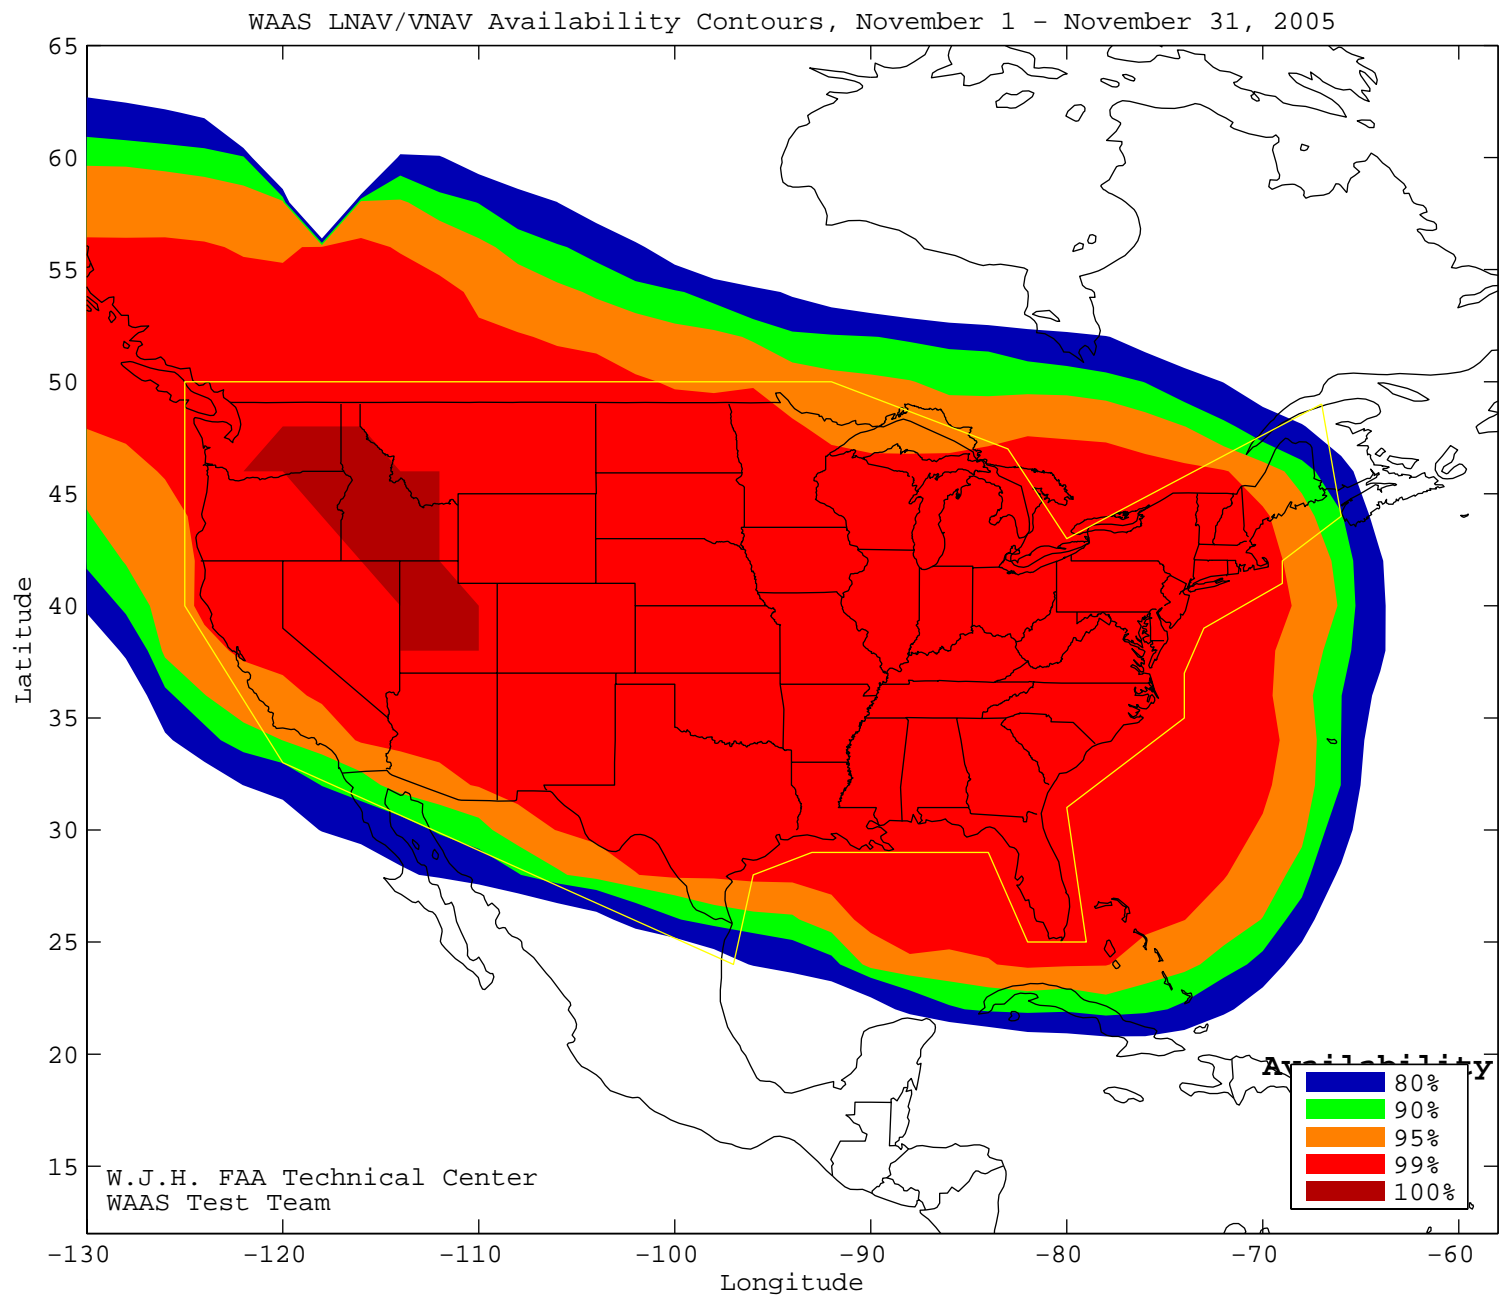 WAAS LNAV/VNAV Availability Contours, November 1 - November 31, 2005
65
60
55
50
45
40
35
30
25
20
15
Latitude
Availability
80%
90%
95%
99%
100%
W.J.H. FAA Technical Center
WAAS Test Team
-130 -120 -110 -100 -90 -80 -70 -60
Longitude